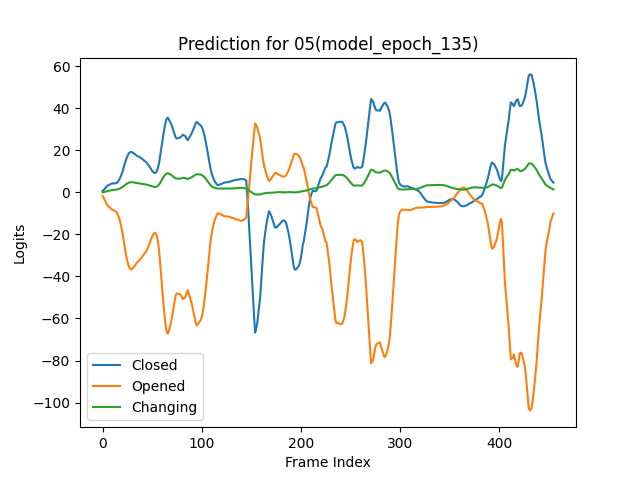 Prediction for 05(model_epoch_135)
60
40
20
0
−20
−40
−60
−80
−100
Logits
Closed
Opened
Changing
0
100
200
300
400
Frame Index